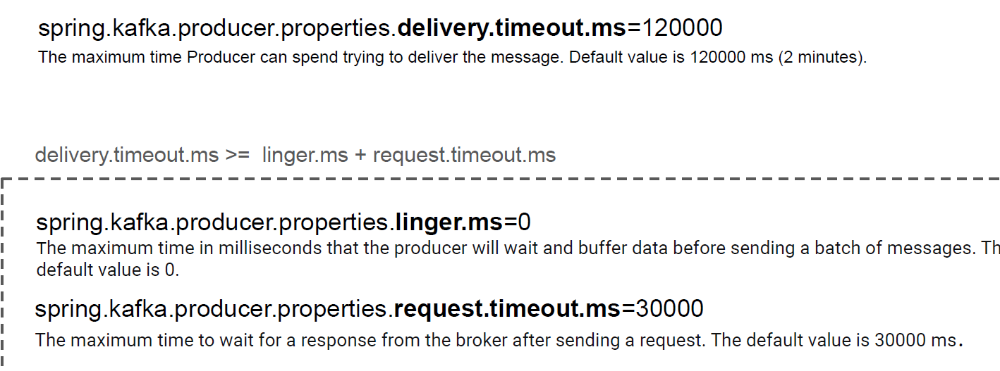 spring.kafka.producer.properties.delivery.timeout.ms=120000
The maximum time Producer can spend trying to deliver the message. Default value is 120000 ms (2 minutes).
delivery.timeout.ms >= linger.ms + request.timeout.ms
spring.kafka.producer.properties.linger.ms=0
The maximum time in milliseconds that the producer will wait and buffer data before sending a batch of messages.
default value is 0.
spring.kafka.producer.properties.request.timeout.ms=30000
The maximum time to wait for a response from the broker after sending a request. The default value is 30000 ms.